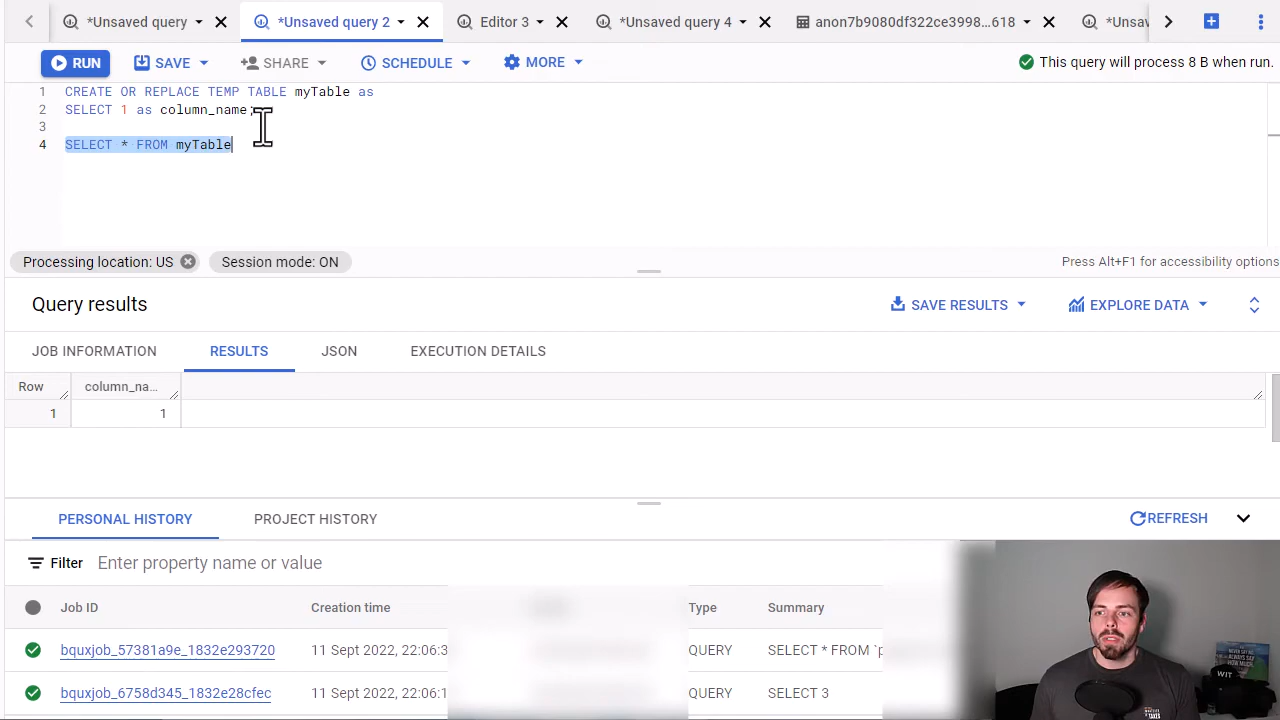 *Unsaved query
*Unsaved query 2
Editor 3
*Unsaved query 4
anon7b9080df322ce3998...618
*Unsav
RUN
SAVE
SHARE
SCHEDULE
MORE
This query will process 8 B when run.
1 CREATE OR REPLACE TEMP TABLE myTable as
2 SELECT 1 as column_name;
3
4 SELECT * FROM myTable
Processing location: US
Session mode: ON
Press Alt+F1 for accessibility options
Query results
SAVE RESULTS
EXPLORE DATA
JOB INFORMATION
RESULTS
JSON
EXECUTION DETAILS
Row column_na...
1 1
PERSONAL HISTORY
PROJECT HISTORY
REFRESH
Filter Enter property name or value
Job ID Creation time Type Summary
bquxjob_57381a9e_1832e293720 11 Sept 2022, 22:06:3 QUERY SELECT * FROM `p
bquxjob_6758d345_1832e28cfec 11 Sept 2022, 22:06:1 QUERY SELECT 3
WIT